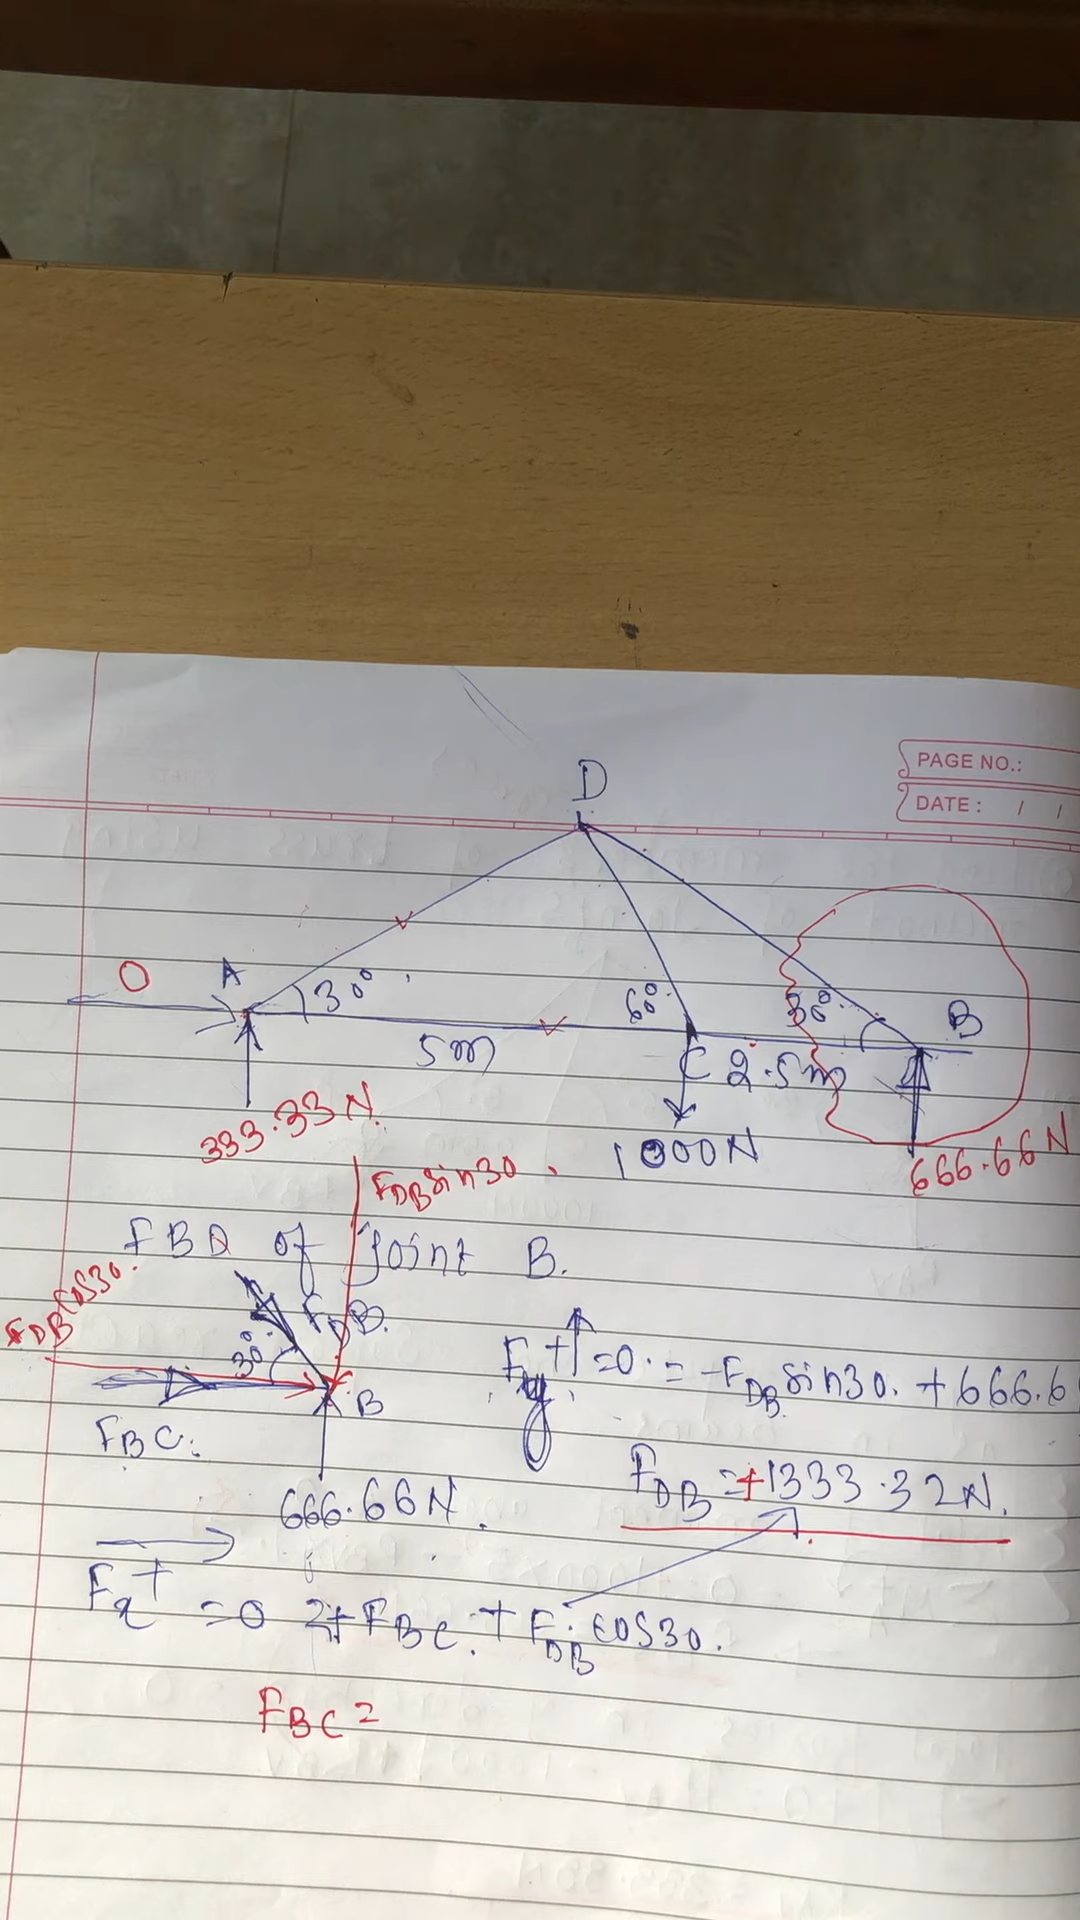 D
PAGE NO.:
DATE: / /
0 A 30° 60° 30° B
5m C 2.5m
333.33N 1000N 666.66N
FDB sin30
FBD of Joint B.
FDB cos30.
30° FDB.
B
FBC.
Fy+↑=0.=-FDB sin30.+666.6
FDB=+1333.32N.
666.66N.
Fx+ =0 =+FBC.+FDB.cos30.
FBC=